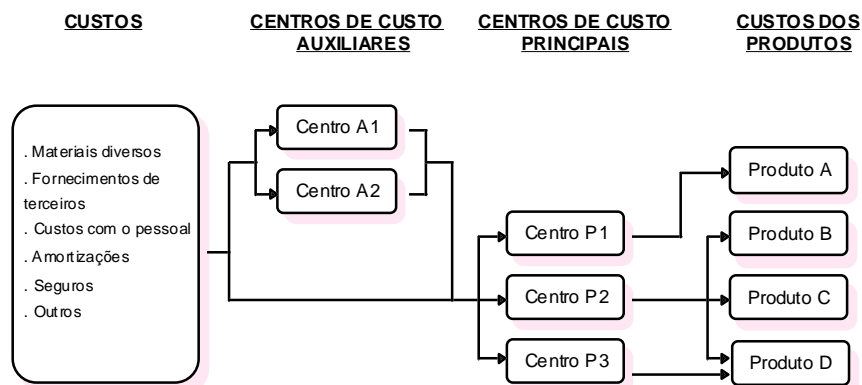 CUSTOS
CENTROS DE CUSTO
AUXILIARES
CENTROS DE CUSTO
PRINCIPAIS
CUSTOS DOS
PRODUTOS
. Materiais diversos
. Fornecimentos de
terceiros
. Custos com o pessoal
. Amortizações
. Seguros
. Outros
Centro A1
Centro A2
Centro P1
Centro P2
Centro P3
Produto A
Produto B
Produto C
Produto D